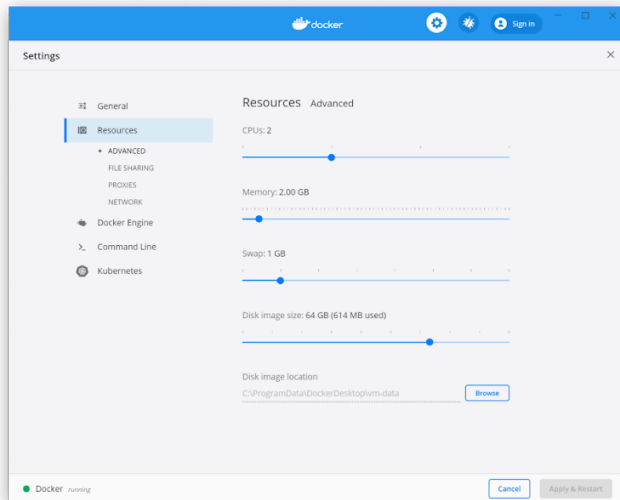 docker
Sign in
Settings
General
Resources
ADVANCED
FILE SHARING
PROXIES
NETWORK
Docker Engine
Command Line
Kubernetes
Resources Advanced
CPUs: 2
Memory: 2.00 GB
Swap: 1 GB
Disk image size: 64 GB (614 MB used)
Disk image location
C:\ProgramData\DockerDesktop\vm-data
Browse
Docker running
Cancel
Apply & Restart